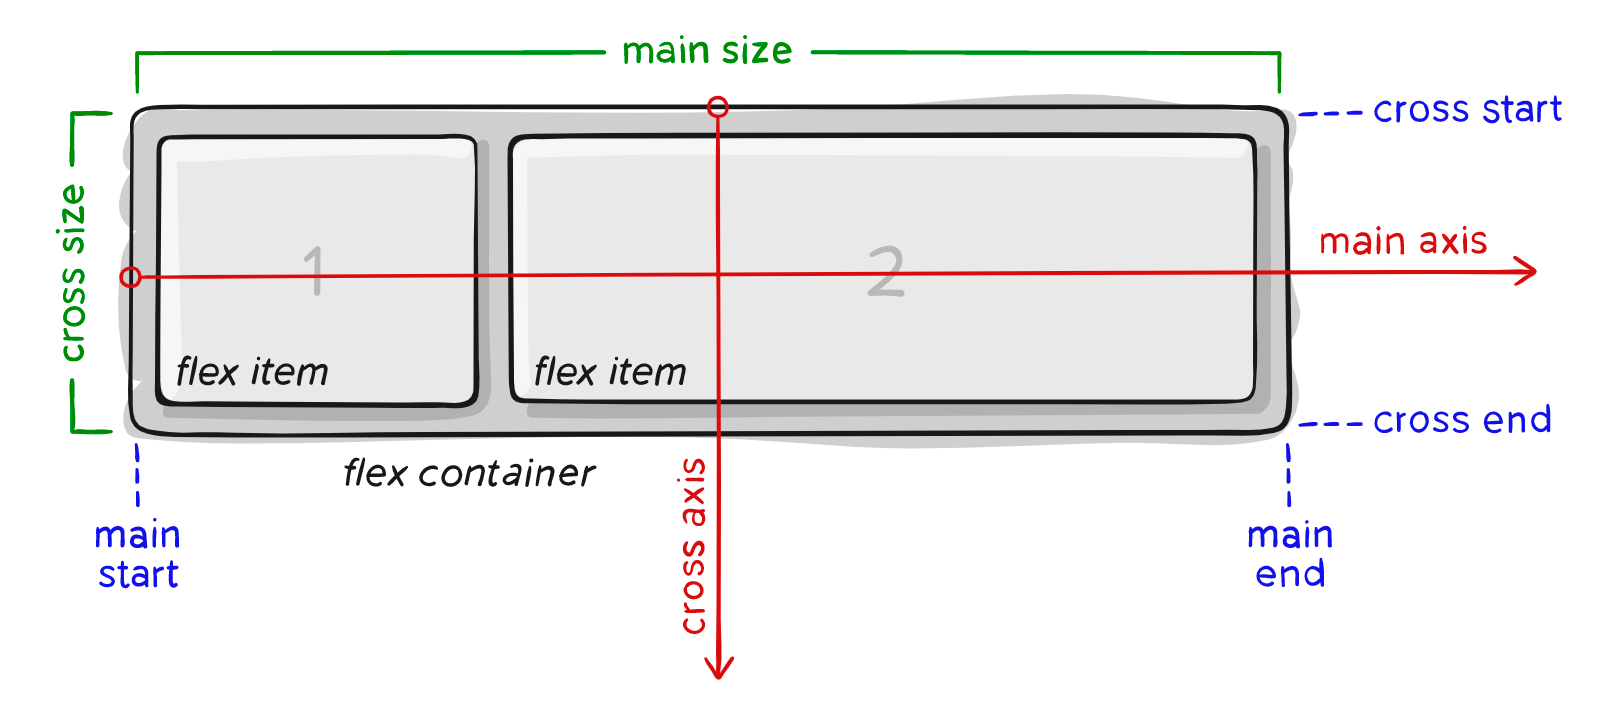 main size
cross start
cross size
main axis
1
2
flex item
flex item
cross end
flex container
cross axis
main
start
main
end